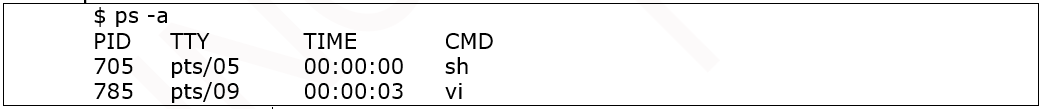 $ ps -a
PID TTY TIME CMD
705 pts/05 00:00:00 sh
785 pts/09 00:00:03 vi